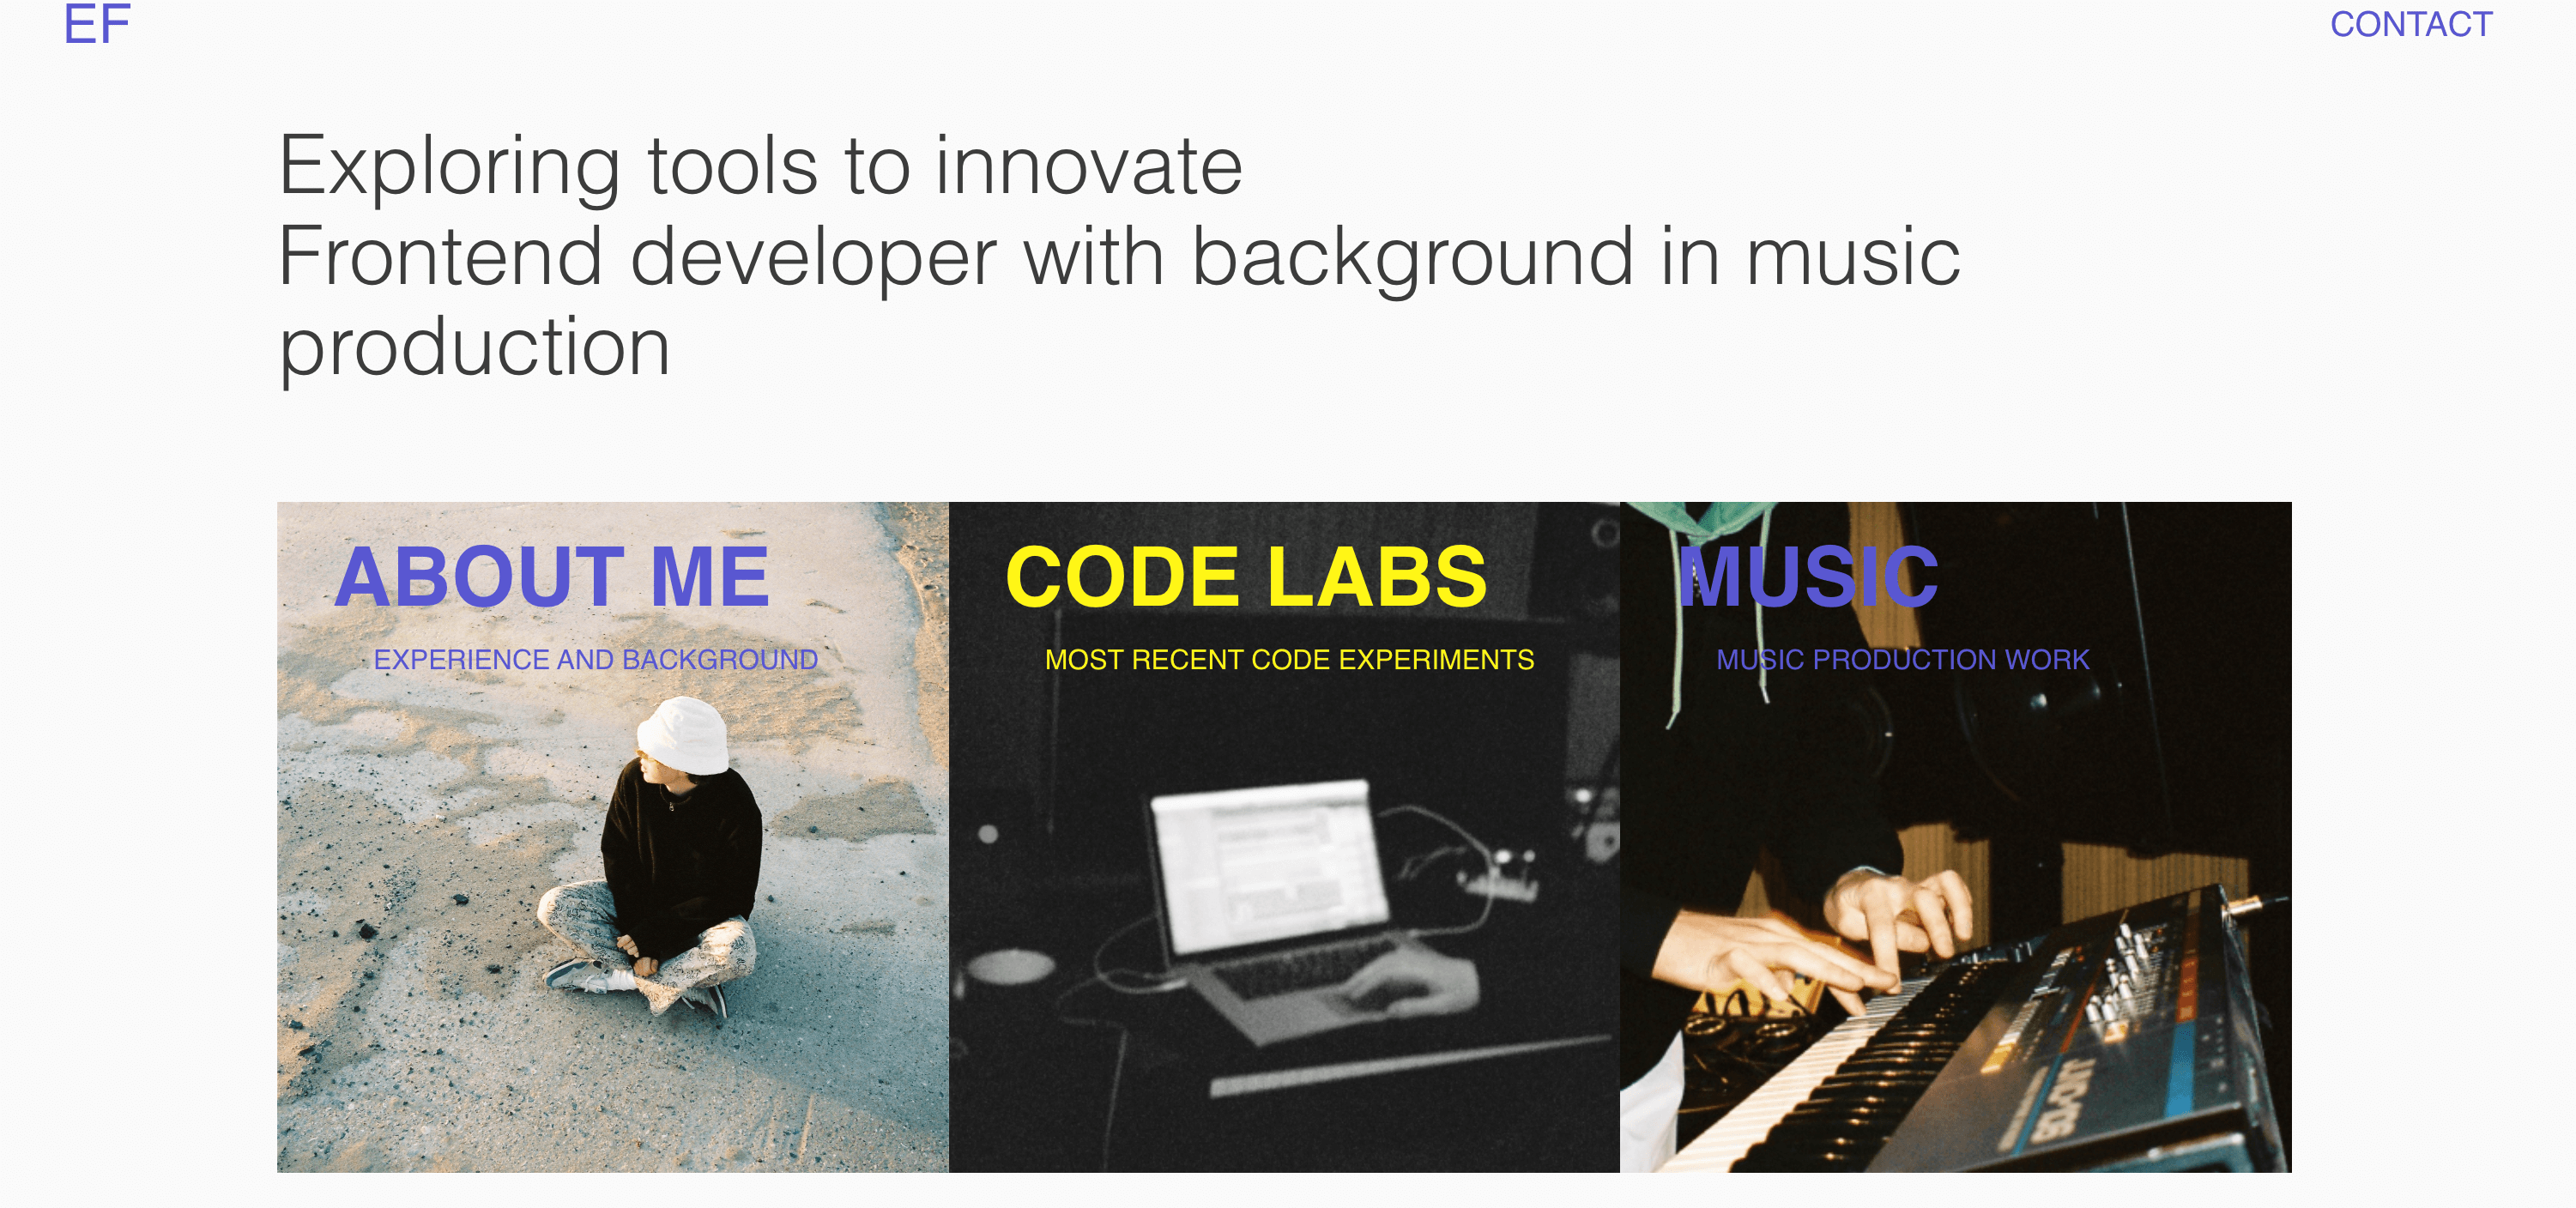 EF
CONTACT
Exploring tools to innovate
Frontend developer with background in music
production
ABOUT ME
EXPERIENCE AND BACKGROUND
CODE LABS
MOST RECENT CODE EXPERIMENTS
MUSIC
MUSIC PRODUCTION WORK